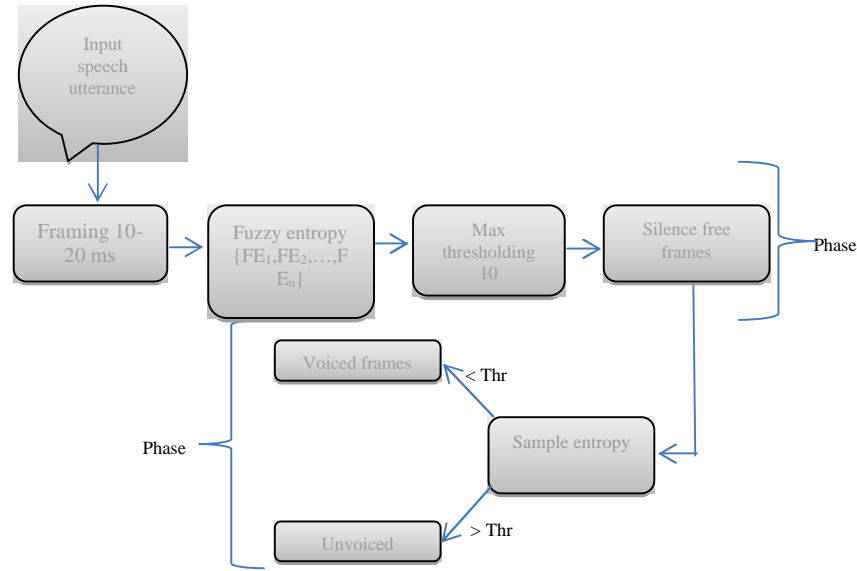 Input
speech
utterance
Framing 10-
20 ms
Fuzzy entropy
{FE₁,FE₂,…,F
Eₙ}
Max
thresholding
10
Silence free
frames
Phase
Voiced frames
< Thr
Phase
Sample entropy
> Thr
Unvoiced